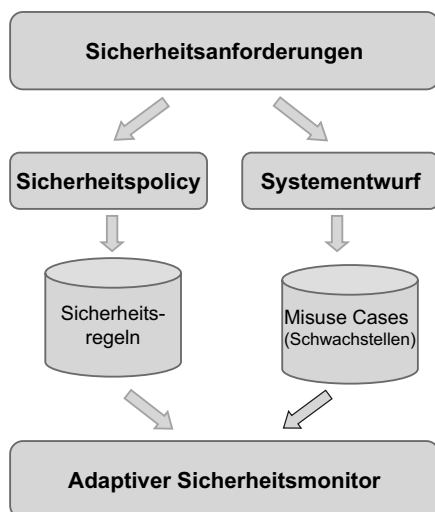 Sicherheitsanforderungen
Sicherheitspolicy
Systementwurf
Sicherheits-
regeln
Misuse Cases
(Schwachstellen)
Adaptiver Sicherheitsmonitor